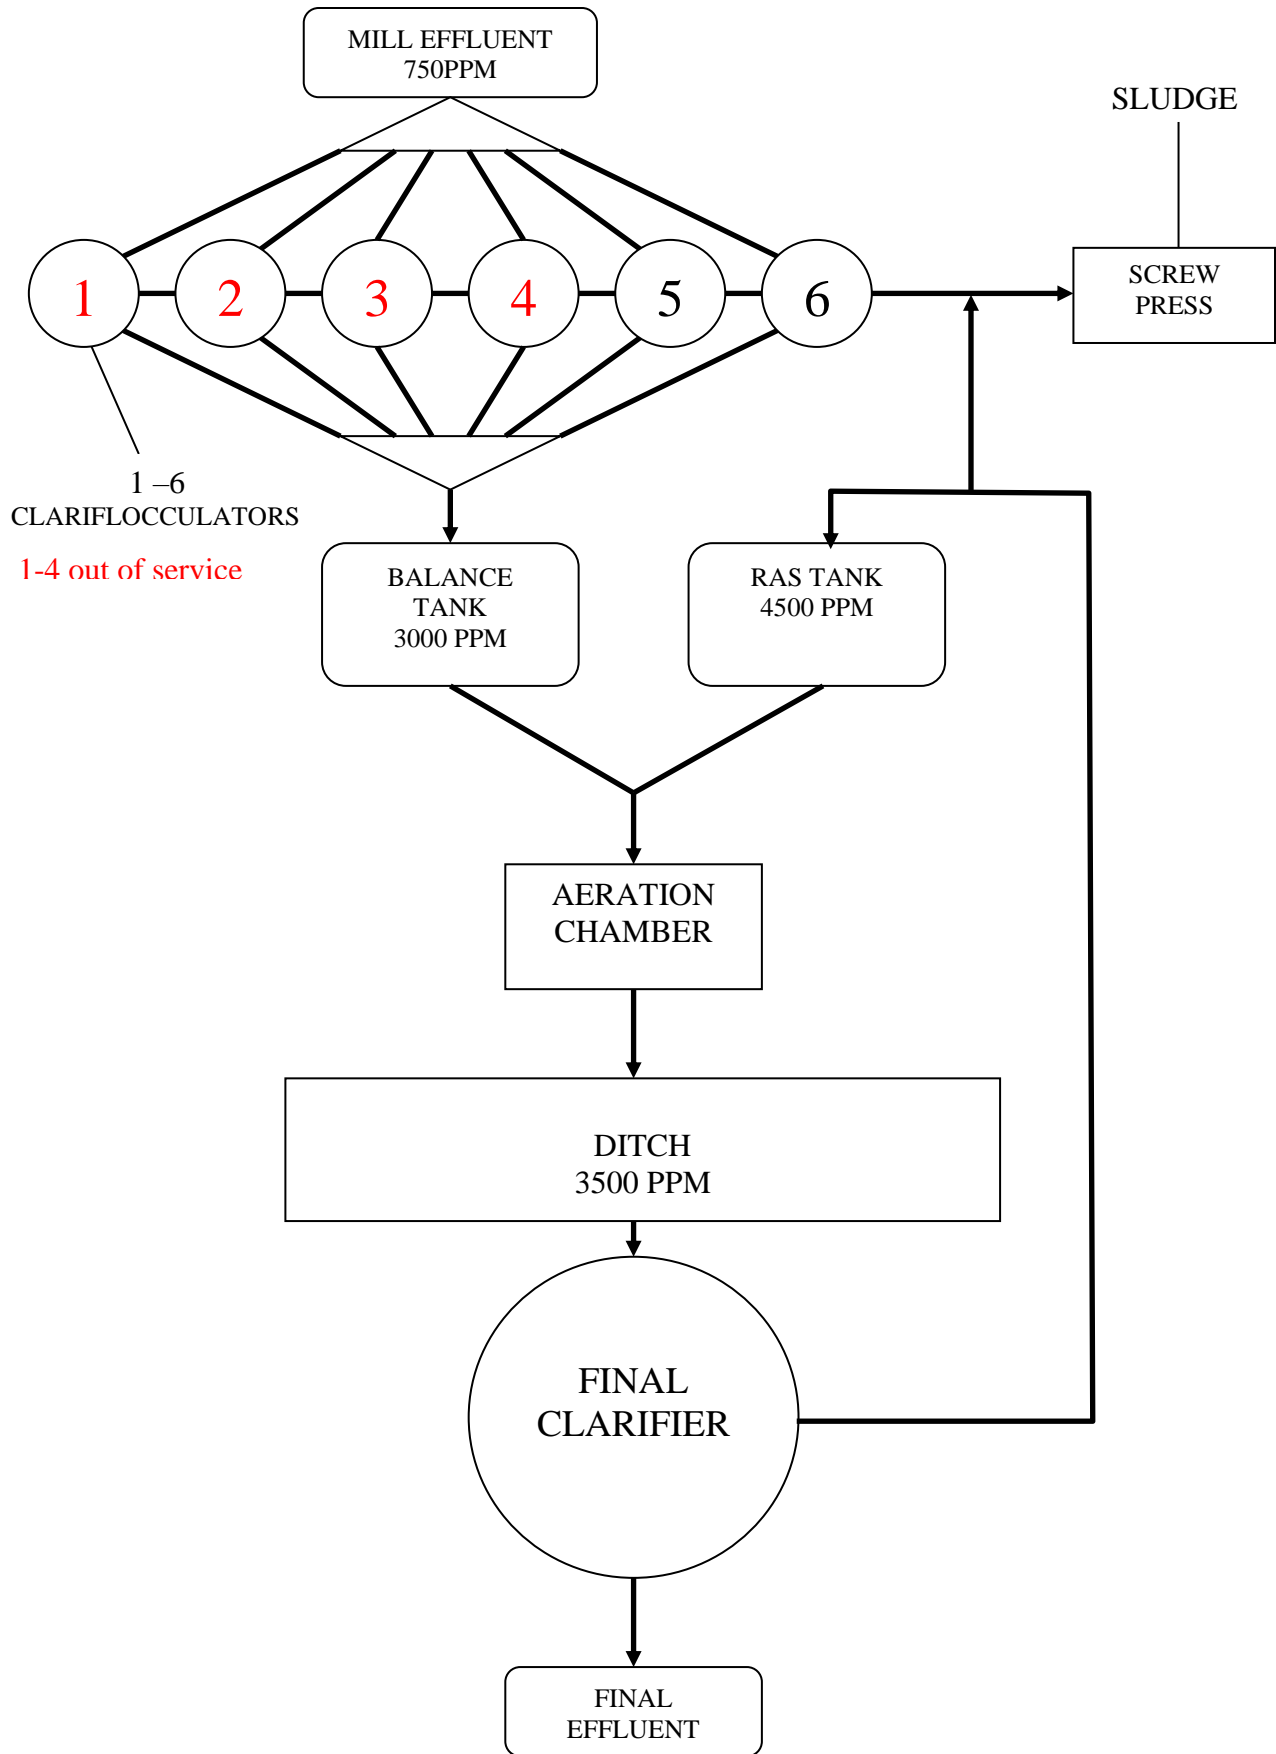 MILL EFFLUENT
750PPM
SLUDGE
1
2
3
4
5
6
SCREW
PRESS
1 –6
CLARIFLOCCULATORS
1-4 out of service
BALANCE
TANK
3000 PPM
RAS TANK
4500 PPM
AERATION
CHAMBER
DITCH
3500 PPM
FINAL
CLARIFIER
FINAL
EFFLUENT